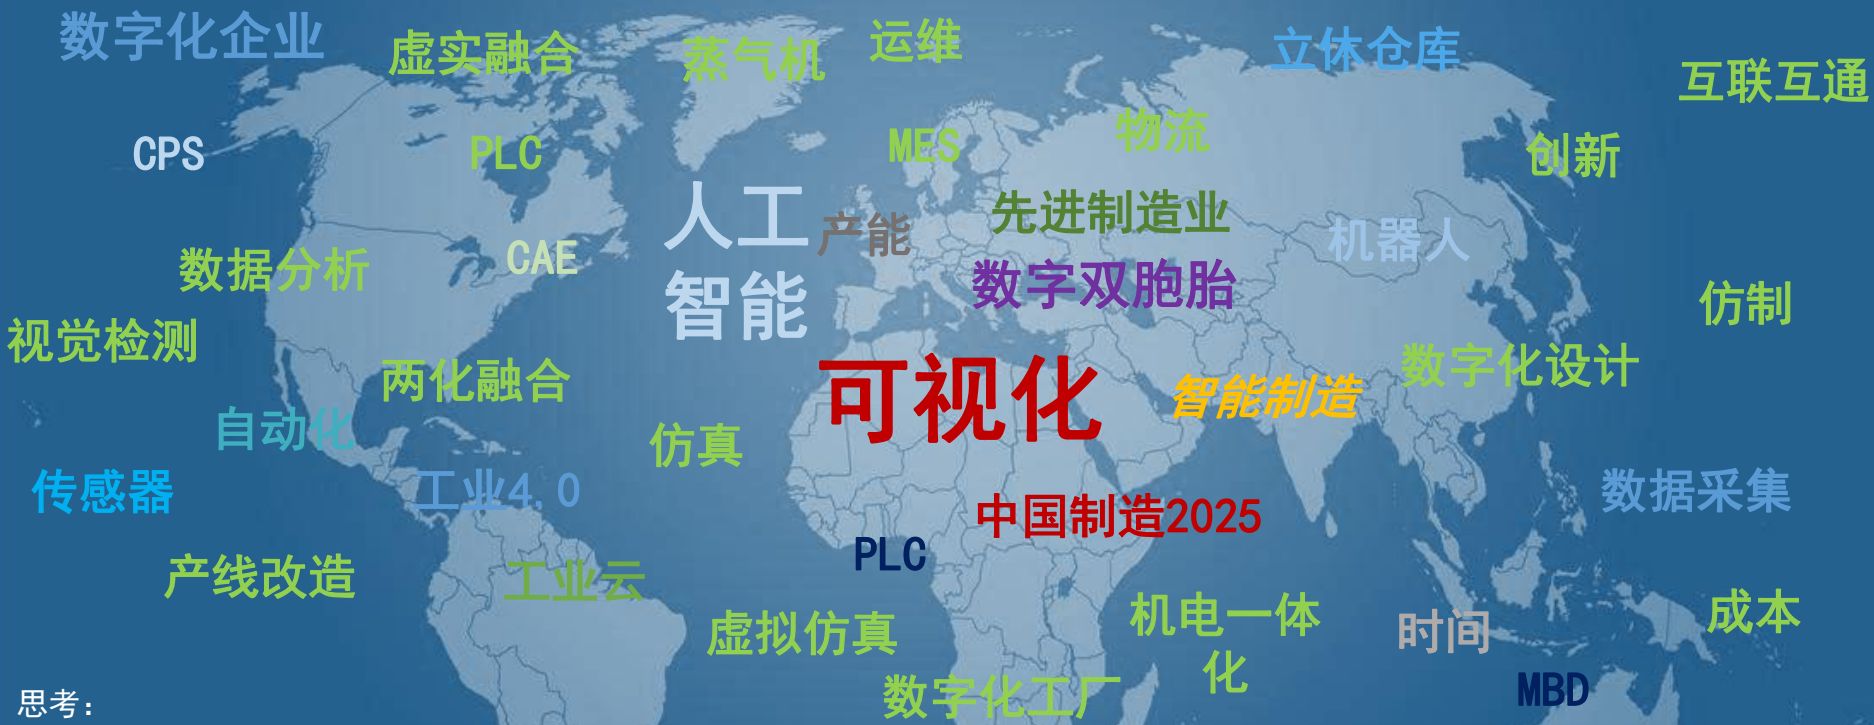 数字化企业
虚实融合
蒸气机
运维
立体仓库
互联互通
CPS
PLC
MES
物流
创新
人工
智能
产能
先进制造业
机器人
数据分析
CAE
数字双胞胎
仿制
视觉检测
两化融合
可视化
智能制造
数字化设计
自动化
仿真
传感器
工业4.0
中国制造2025
数据采集
PLC
产线改造
工业云
虚拟仿真
机电一体
化
时间
成本
数字化工厂
MBD
思考：